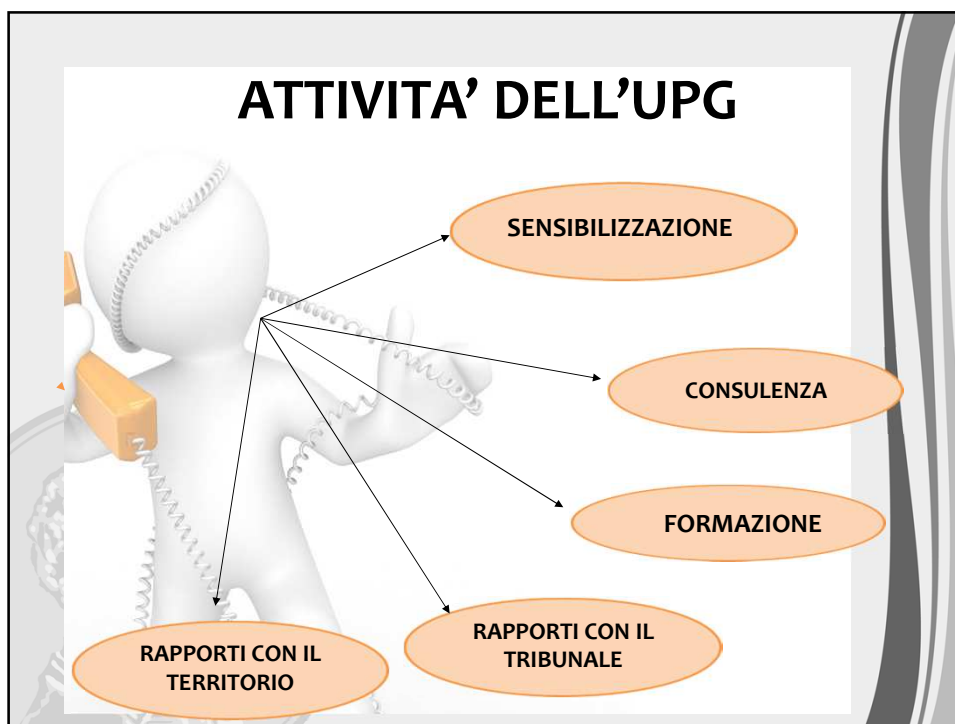 ATTIVITA’ DELL’UPG
SENSIBILIZZAZIONE
CONSULENZA
FORMAZIONE
RAPPORTI CON IL
TRIBUNALE
RAPPORTI CON IL
TERRITORIO